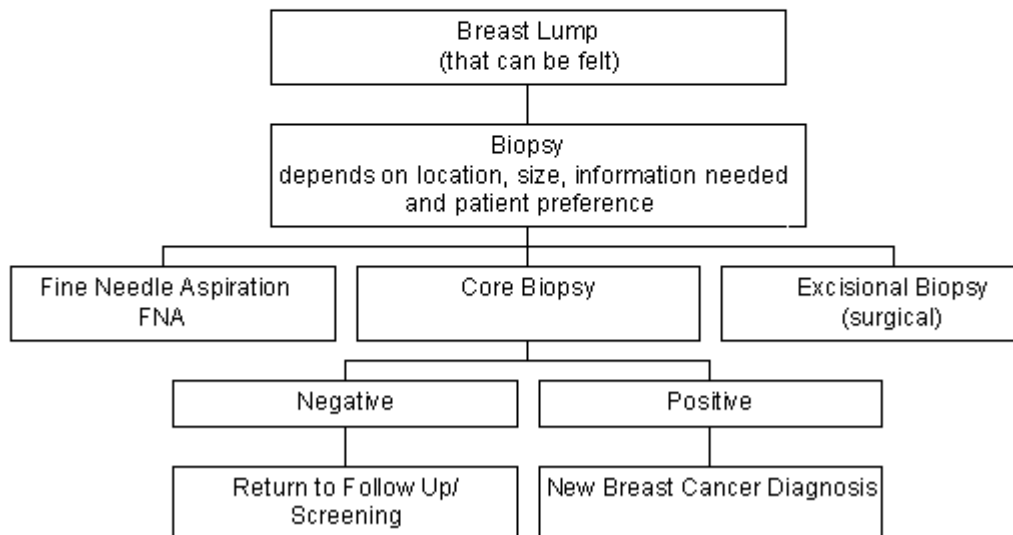 Breast Lump
(that can be felt)
Biopsy
depends on location, size, information needed
and patient preference
Fine Needle Aspiration
FNA
Core Biopsy
Excisional Biopsy
(surgical)
Negative
Positive
Return to Follow Up/
Screening
New Breast Cancer Diagnosis